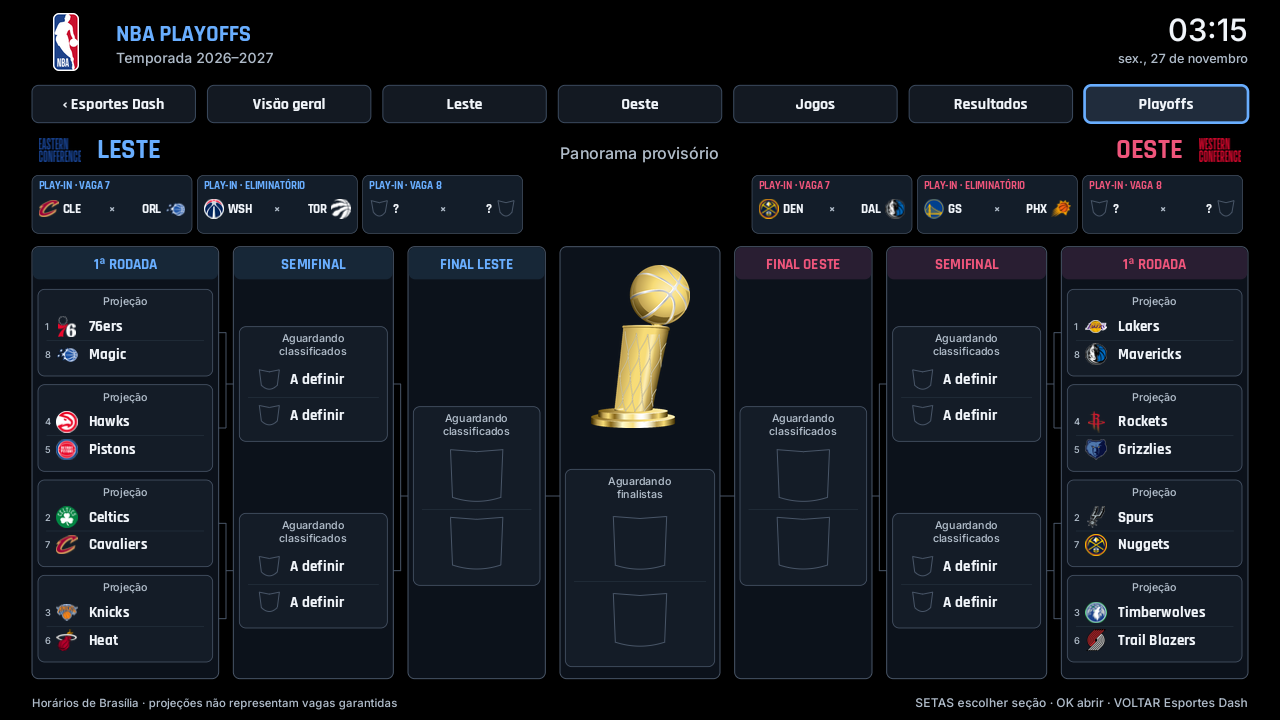 NBA
NBA PLAYOFFS
Temporada 2026–2027
03:15
sex., 27 de novembro
‹ Esportes Dash
Visão geral
Leste
Oeste
Jogos
Resultados
Playoffs
EASTERN
CONFERENCE
LESTE
Panorama provisório
OESTE
WESTERN
CONFERENCE
PLAY-IN · VAGA 7
CLE × ORL
PLAY-IN · ELIMINATÓRIO
WSH × TOR
PLAY-IN · VAGA 8
? × ?
PLAY-IN · VAGA 7
DEN × DAL
PLAY-IN · ELIMINATÓRIO
GS × PHX
PLAY-IN · VAGA 8
? × ?
1ª RODADA
Projeção
1 76ers
8 Magic
Projeção
4 Hawks
5 Pistons
Projeção
2 Celtics
7 Cavaliers
Projeção
3 Knicks
6 Heat
SEMIFINAL
Aguardando
classificados
A definir
A definir
Aguardando
classificados
A definir
A definir
FINAL LESTE
Aguardando
classificados
Aguardando
finalistas
FINAL OESTE
Aguardando
classificados
SEMIFINAL
Aguardando
classificados
A definir
A definir
Aguardando
classificados
A definir
A definir
1ª RODADA
Projeção
1 Lakers
8 Mavericks
Projeção
4 Rockets
5 Grizzlies
Projeção
2 Spurs
7 Nuggets
Projeção
3 Timberwolves
6 Trail Blazers
Horários de Brasília · projeções não representam vagas garantidas
SETAS escolher seção · OK abrir · VOLTAR Esportes Dash